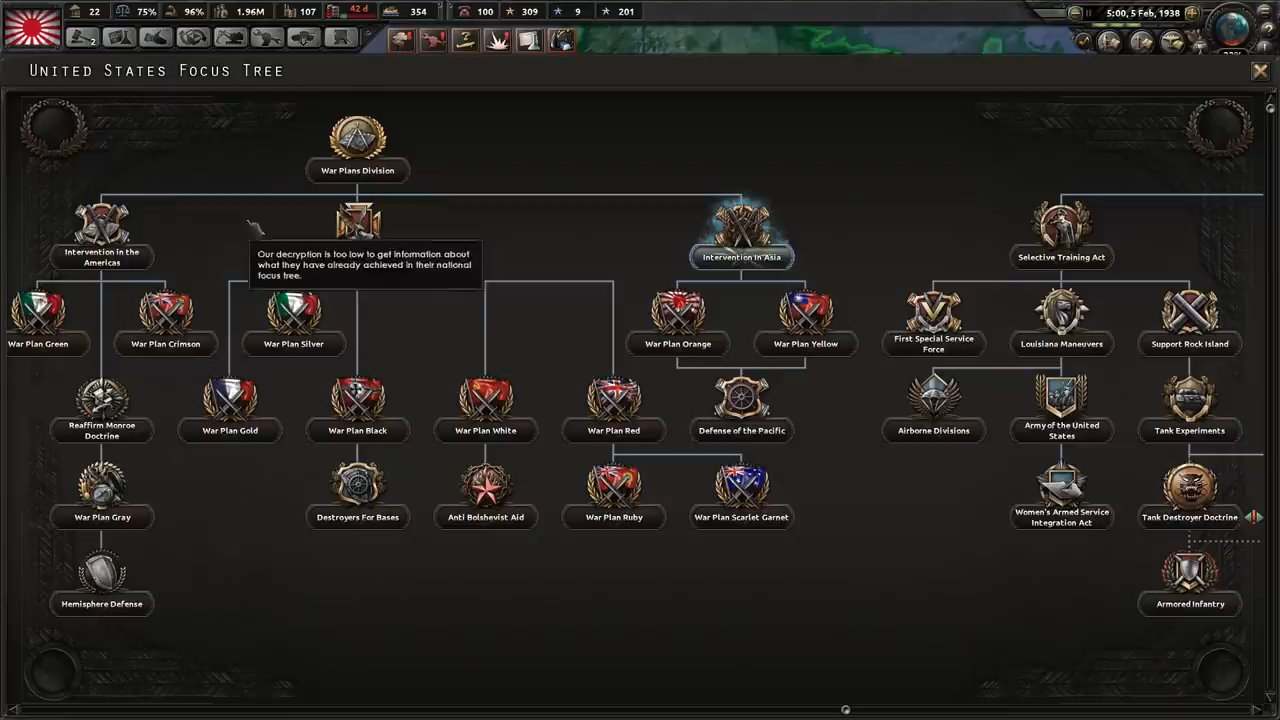 22 75% 96% 1.96M 107 42 d 354 100 309 9 201 5:00, 5 Feb, 1938
2
UNITED STATES FOCUS TREE
War Plans Division
Intervention in the
Americas
Intervention In Asia
Selective Training Act
Our decryption is too low to get information about
what they have already achieved in their national
focus tree.
War Plan Green
War Plan Crimson
War Plan Silver
War Plan Orange
War Plan Yellow
First Special Service
Force
Louisiana Maneuvers
Support Rock Island
Reaffirm Monroe
Doctrine
War Plan Gold
War Plan Black
War Plan White
War Plan Red
Defense of the Pacific
Airborne Divisions
Army of the United
States
Tank Experiments
War Plan Gray
Destroyers For Bases
Anti Bolshevist Aid
War Plan Ruby
War Plan Scarlet Garnet
Women's Armed Service
Integration Act
Tank Destroyer Doctrine
Hemisphere Defense
Armored Infantry